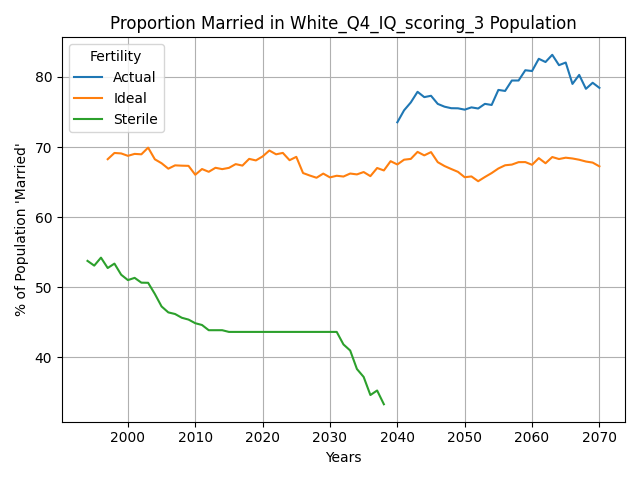 Proportion Married in White_Q4_IQ_scoring_3 Population
% of Population 'Married'
Fertility
Actual
Ideal
Sterile
80
70
60
50
40
2000 2010 2020 2030 2040 2050 2060 2070
Years